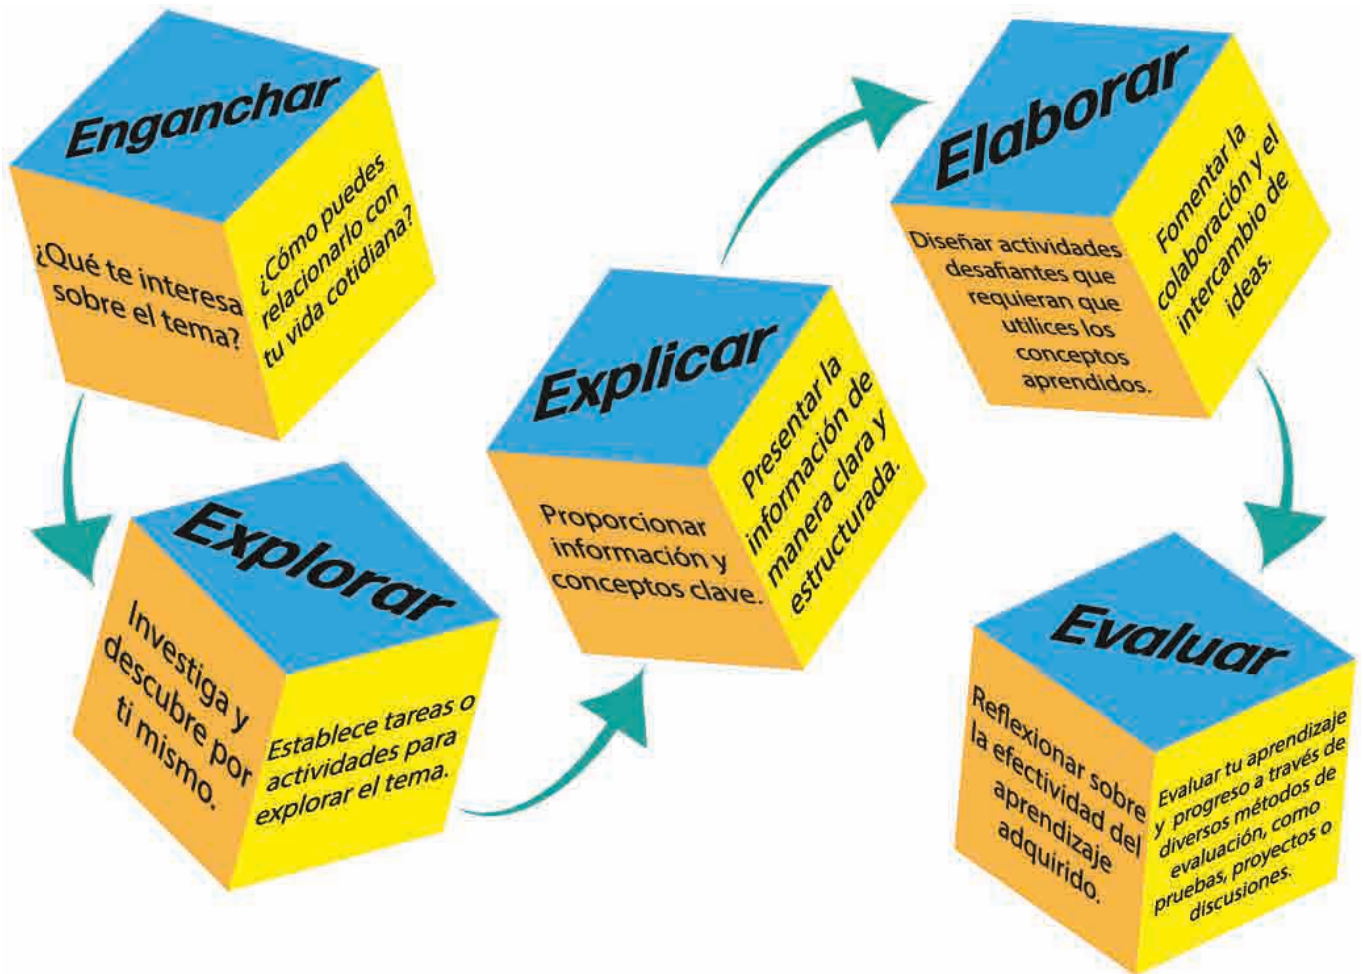 Enganchar
¿Qué te interesa
sobre el tema?
¿Cómo puedes
relacionarlo con
tu vida cotidiana?
Explorar
Investiga y
descubre por
ti mismo.
Establece tareas o
actividades para
explorar el tema.
Explicar
Proporcionar
información y
conceptos clave.
Presentar la
información de
manera clara y
estructurada.
Elaborar
Diseñar actividades
desafiantes que
requieran que
utilices los
conceptos
aprendidos.
Fomentar la
colaboración y el
intercambio de
ideas.
Evaluar
Reflexionar sobre
la efectividad del
aprendizaje
adquirido.
Evaluar tu aprendizaje
y progreso a través de
diversos métodos de
evaluación, como
pruebas, proyectos o
discusiones.